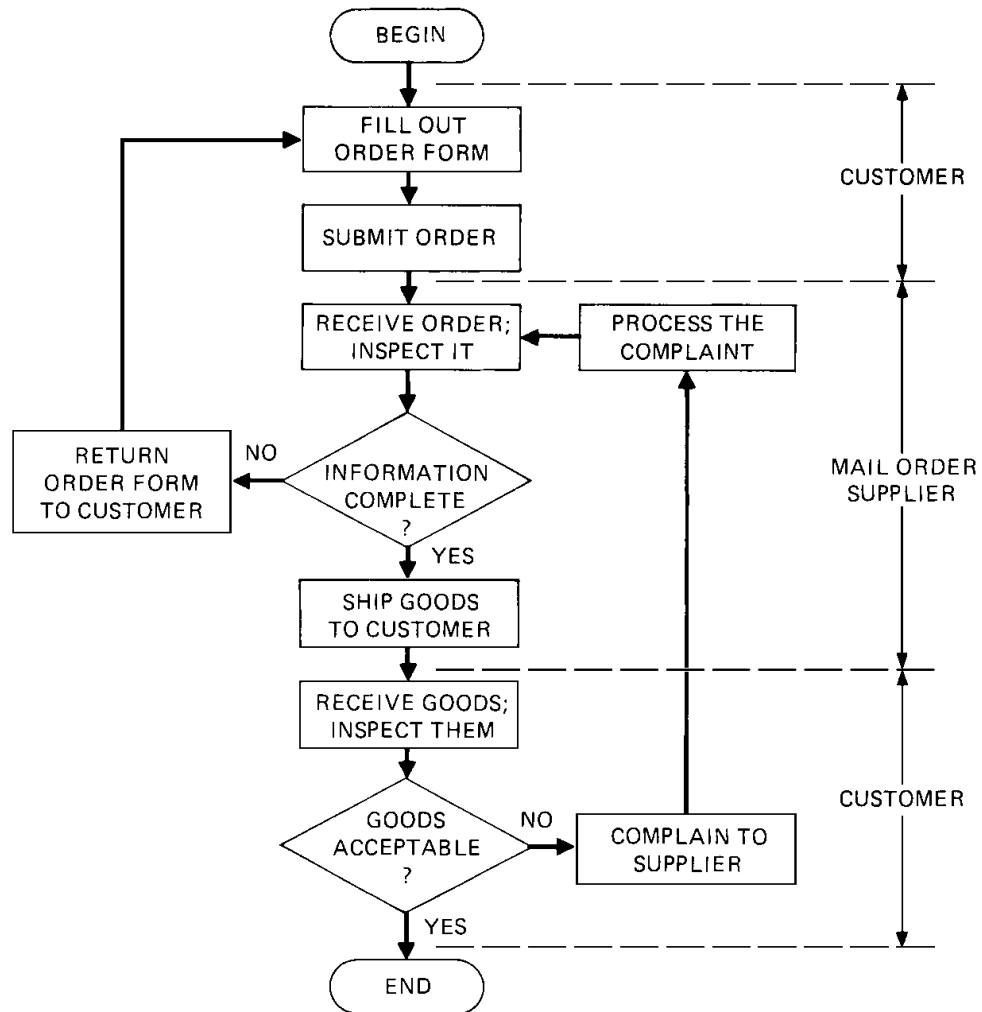 BEGIN
FILL OUT
ORDER FORM
CUSTOMER
SUBMIT ORDER
RECEIVE ORDER;
INSPECT IT
PROCESS THE
COMPLAINT
RETURN
ORDER FORM
TO CUSTOMER
NO
INFORMATION
COMPLETE
?
MAIL ORDER
SUPPLIER
YES
SHIP GOODS
TO CUSTOMER
RECEIVE GOODS;
INSPECT THEM
GOODS
ACCEPTABLE
?
NO
COMPLAIN TO
SUPPLIER
CUSTOMER
YES
END